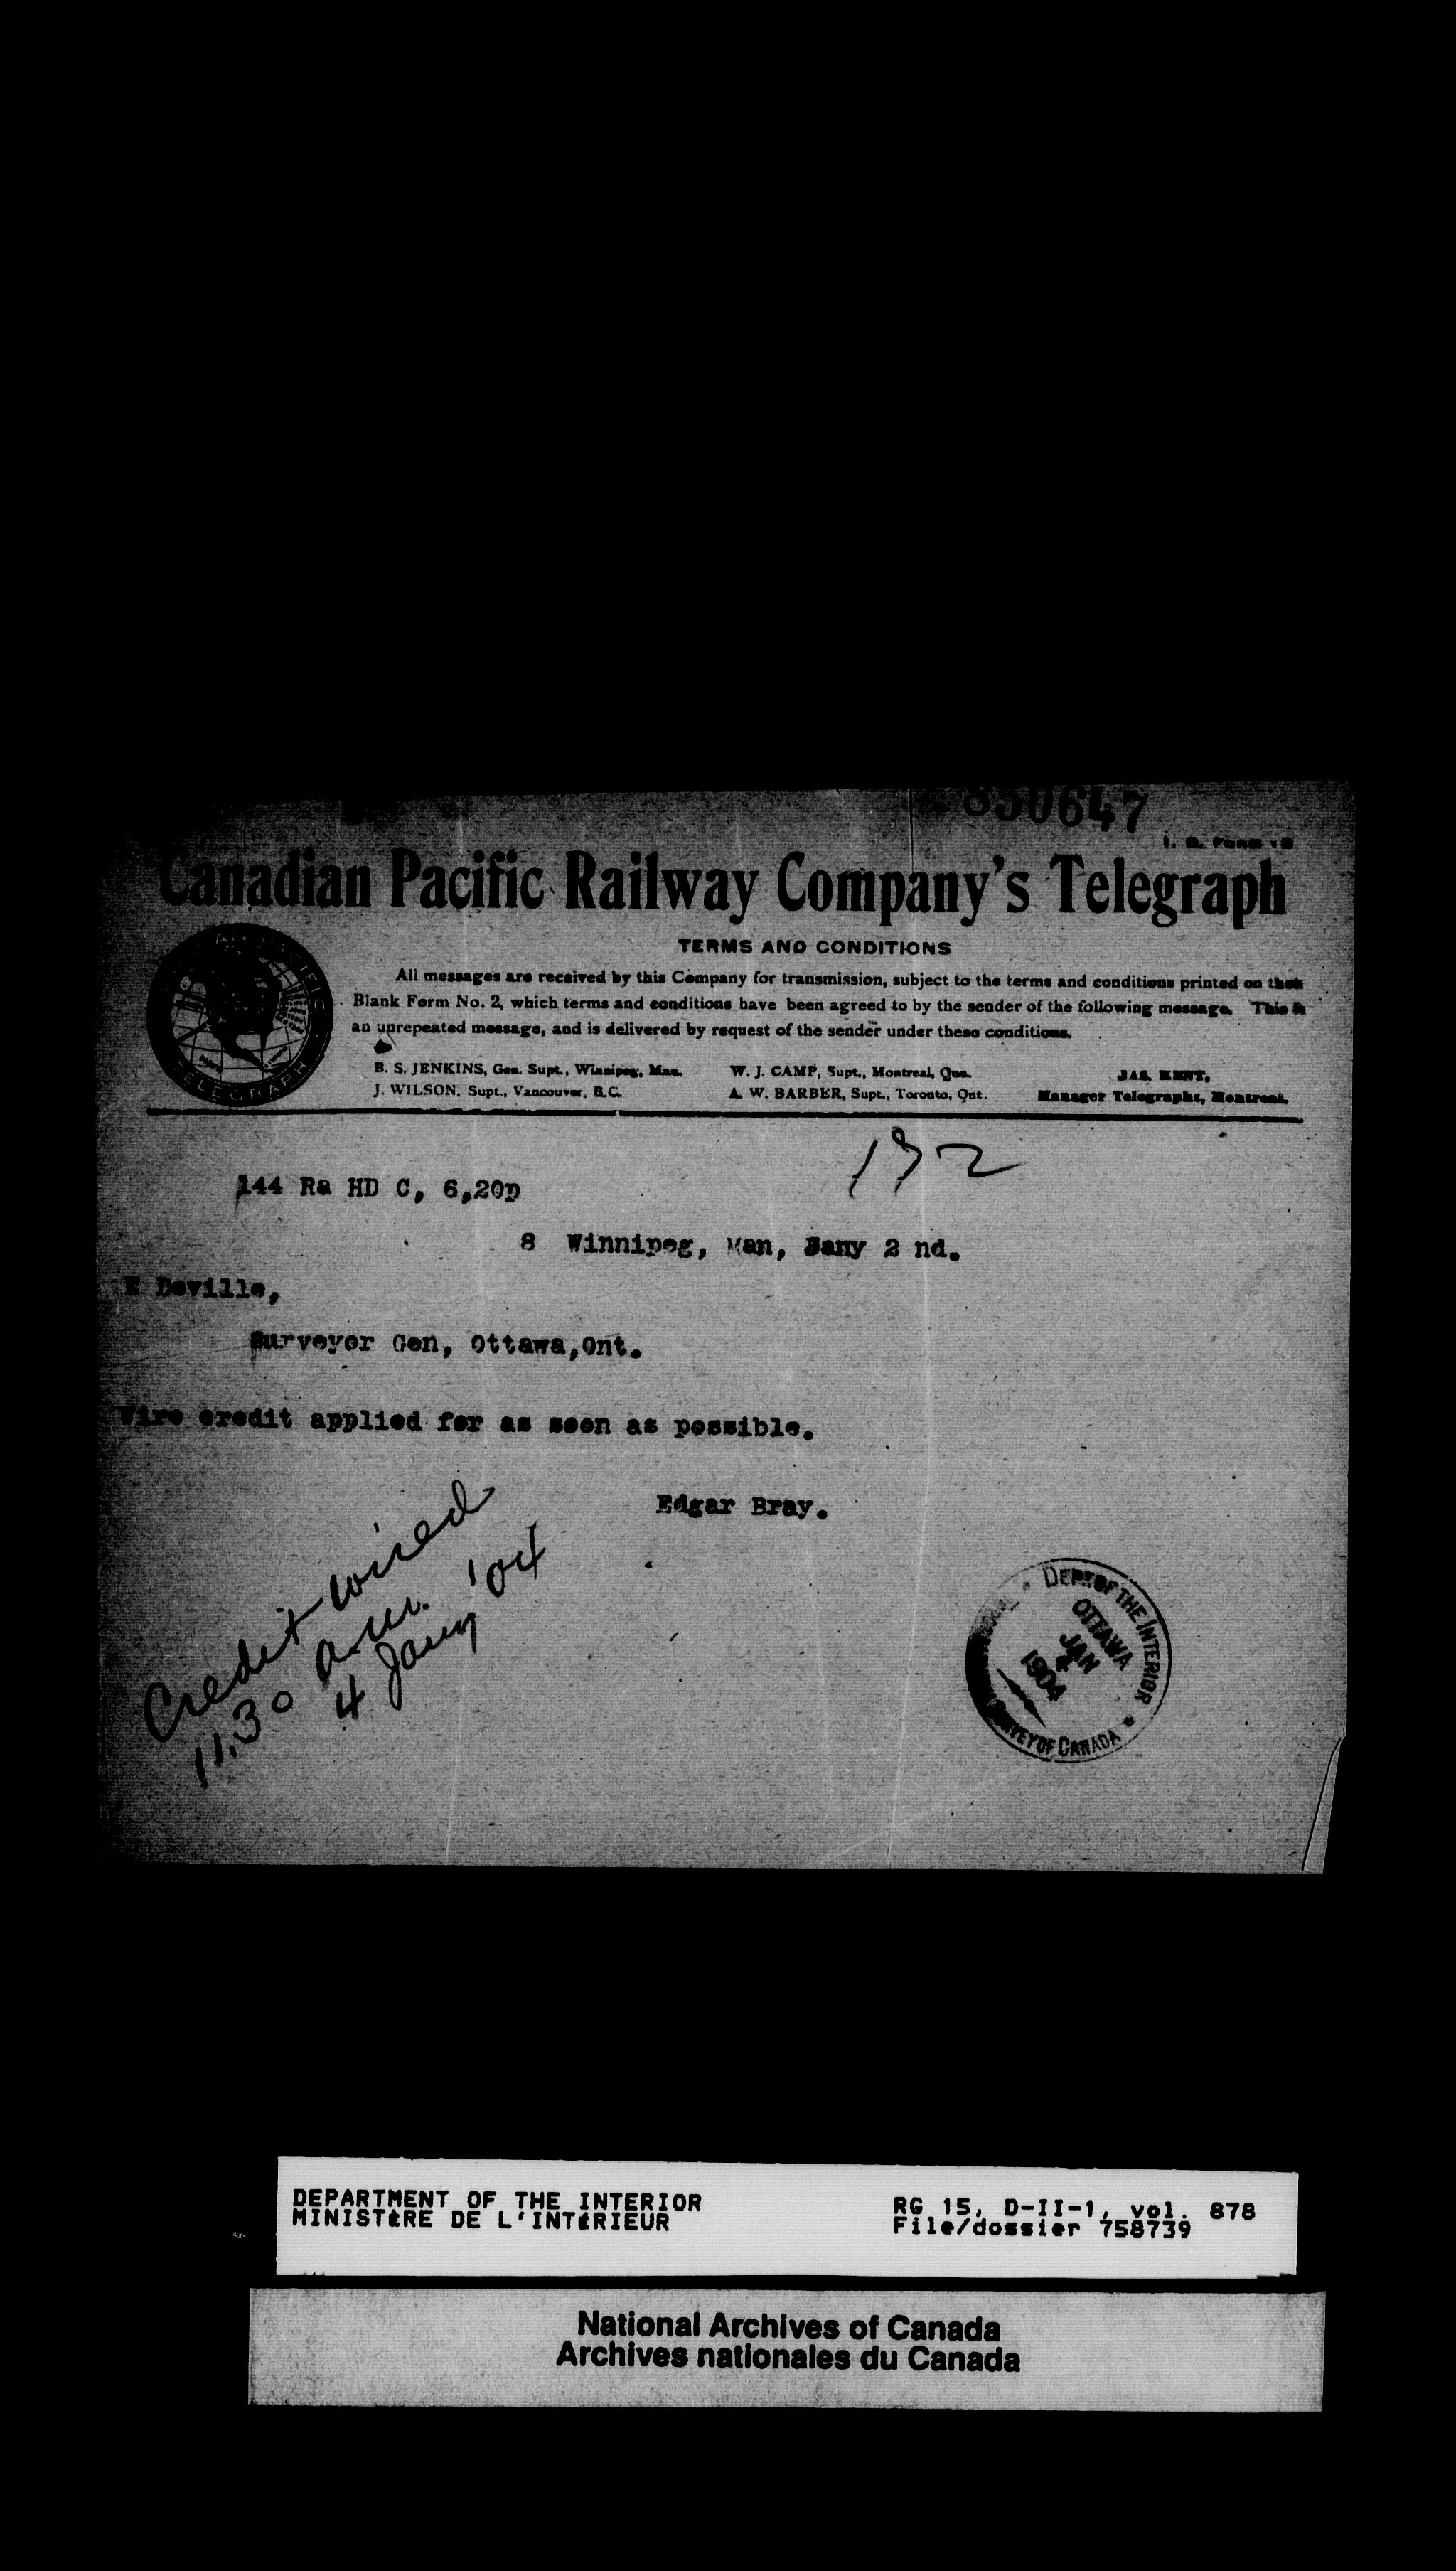 850647
Canadian Pacific Railway Company's Telegraph
TERMS AND CONDITIONS
All messages are received by this Company for transmission, subject to the terms and conditions printed on their
Blank Form No. 2, which terms and conditions have been agreed to by the sender of the following message. This is
an unrepeated message, and is delivered by request of the sender under these conditions.
B. S. JENKINS, Gen. Supt., Winnipeg, Man.
W. J. CAMP, Supt., Montreal, Que.
JAS. KENT,
J. WILSON, Supt., Vancouver, B.C.
A. W. BARBER, Supt., Toronto, Ont.
Manager Telegraphs, Montreal.
TELEGRAPH
172
144 Ra HD C, 6,20p
8 Winnipeg, Man, Jany 2 nd.
E Deville,
Surveyor Gen, Ottawa,Ont.
Wire credit applied for as soon as possible.
Edgar Bray.
Credit wired
11.30 a.m.
4 Jany '04
DEPT OF THE INTERIOR
OTTAWA
JAN
4
1904
SURVEY OF CANADA
DEPARTMENT OF THE INTERIOR
MINISTÈRE DE L'INTÉRIEUR
RG 15, D-II-1, vol. 878
File/dossier 758739
National Archives of Canada
Archives nationales du Canada